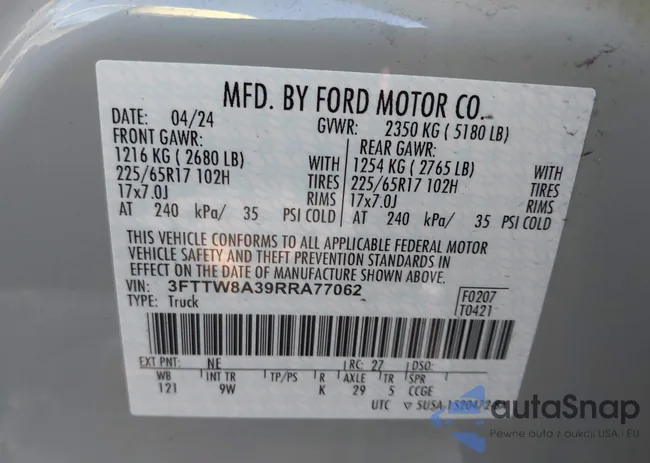 MFD. BY FORD MOTOR CO.
DATE: 04/24 GVWR: 2350 KG ( 5180 LB)
FRONT GAWR: REAR GAWR:
1216 KG ( 2680 LB) WITH 1254 KG ( 2765 LB) WITH
225/65R17 102H TIRES 225/65R17 102H TIRES
17x7.0J RIMS 17x7.0J RIMS
AT 240 kPa/ 35 PSI COLD AT 240 kPa/ 35 PSI COLD
THIS VEHICLE CONFORMS TO ALL APPLICABLE FEDERAL MOTOR
VEHICLE SAFETY AND THEFT PREVENTION STANDARDS IN
EFFECT ON THE DATE OF MANUFACTURE SHOWN ABOVE.
VIN: 3FTTW8A39RRA77062 F0207
TYPE: Truck T0421
EXT PNT: NE RC: 27 DSO:
WB INT TR TP/PS R AXLE TR SPR
121 9W K 29 5 CCGE
UTC
autaSnap
Pewne auta z aukcji USA i EU